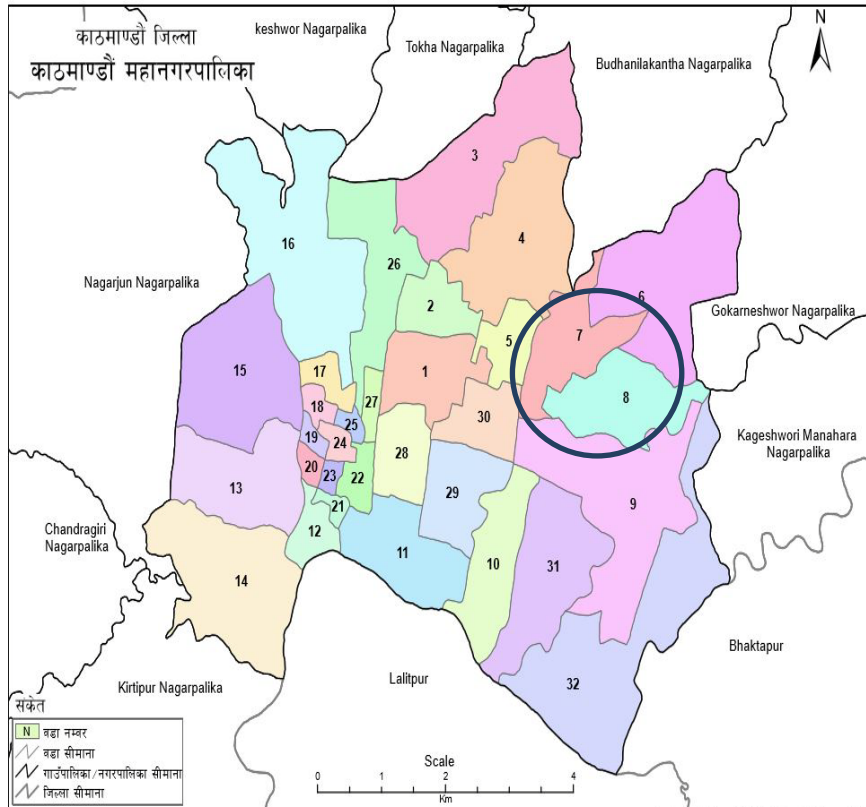 काठमाण्डौं जिल्ला
काठमाण्डौं महानगरपालिका
keshwor Nagarpalika
Tokha Nagarpalika
Budhanilakantha Nagarpalika
N
3
4
16
26
6
Nagarjun Nagarpalika
2
Gokarneshwor Nagarpalika
5
7
15
17
1
8
27
18
30
25
19
24
28
Kageshwori Manahara
Nagarpalika
20
23
22
13
29
9
21
12
Chandragiri
Nagarpalika
11
10
31
14
Bhaktapur
Lalitpur
32
Kirtipur Nagarpalika
संकेत
N वडा नम्बर
वडा सीमाना
गाउँपालिका/नगरपालिका सीमाना
जिल्ला सीमाना
Scale
0 1 2 4
Km